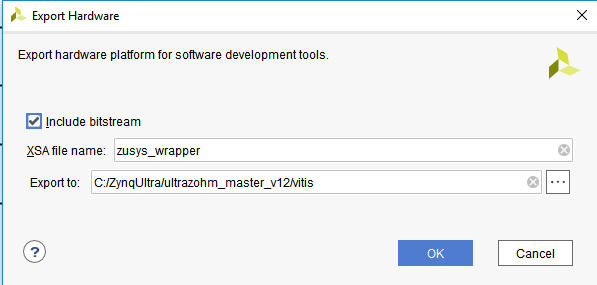 Export Hardware
Export hardware platform for software development tools.
Include bitstream
XSA file name: zusys_wrapper
Export to: C:/ZynqUltra/ultrazohm_master_v12/vitis
...
? OK Cancel